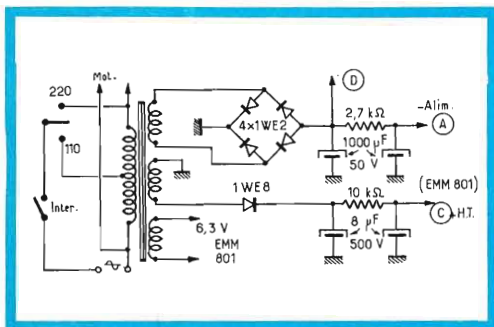 Mot.
220
110
Inter.
4×1WE2
D
2,7 kΩ
–Alim.
A
1000 µF
50 V
1WE8
10 kΩ
(EMM 801)
C
+H.T.
8 µF
500 V
6,3 V
EMM
801